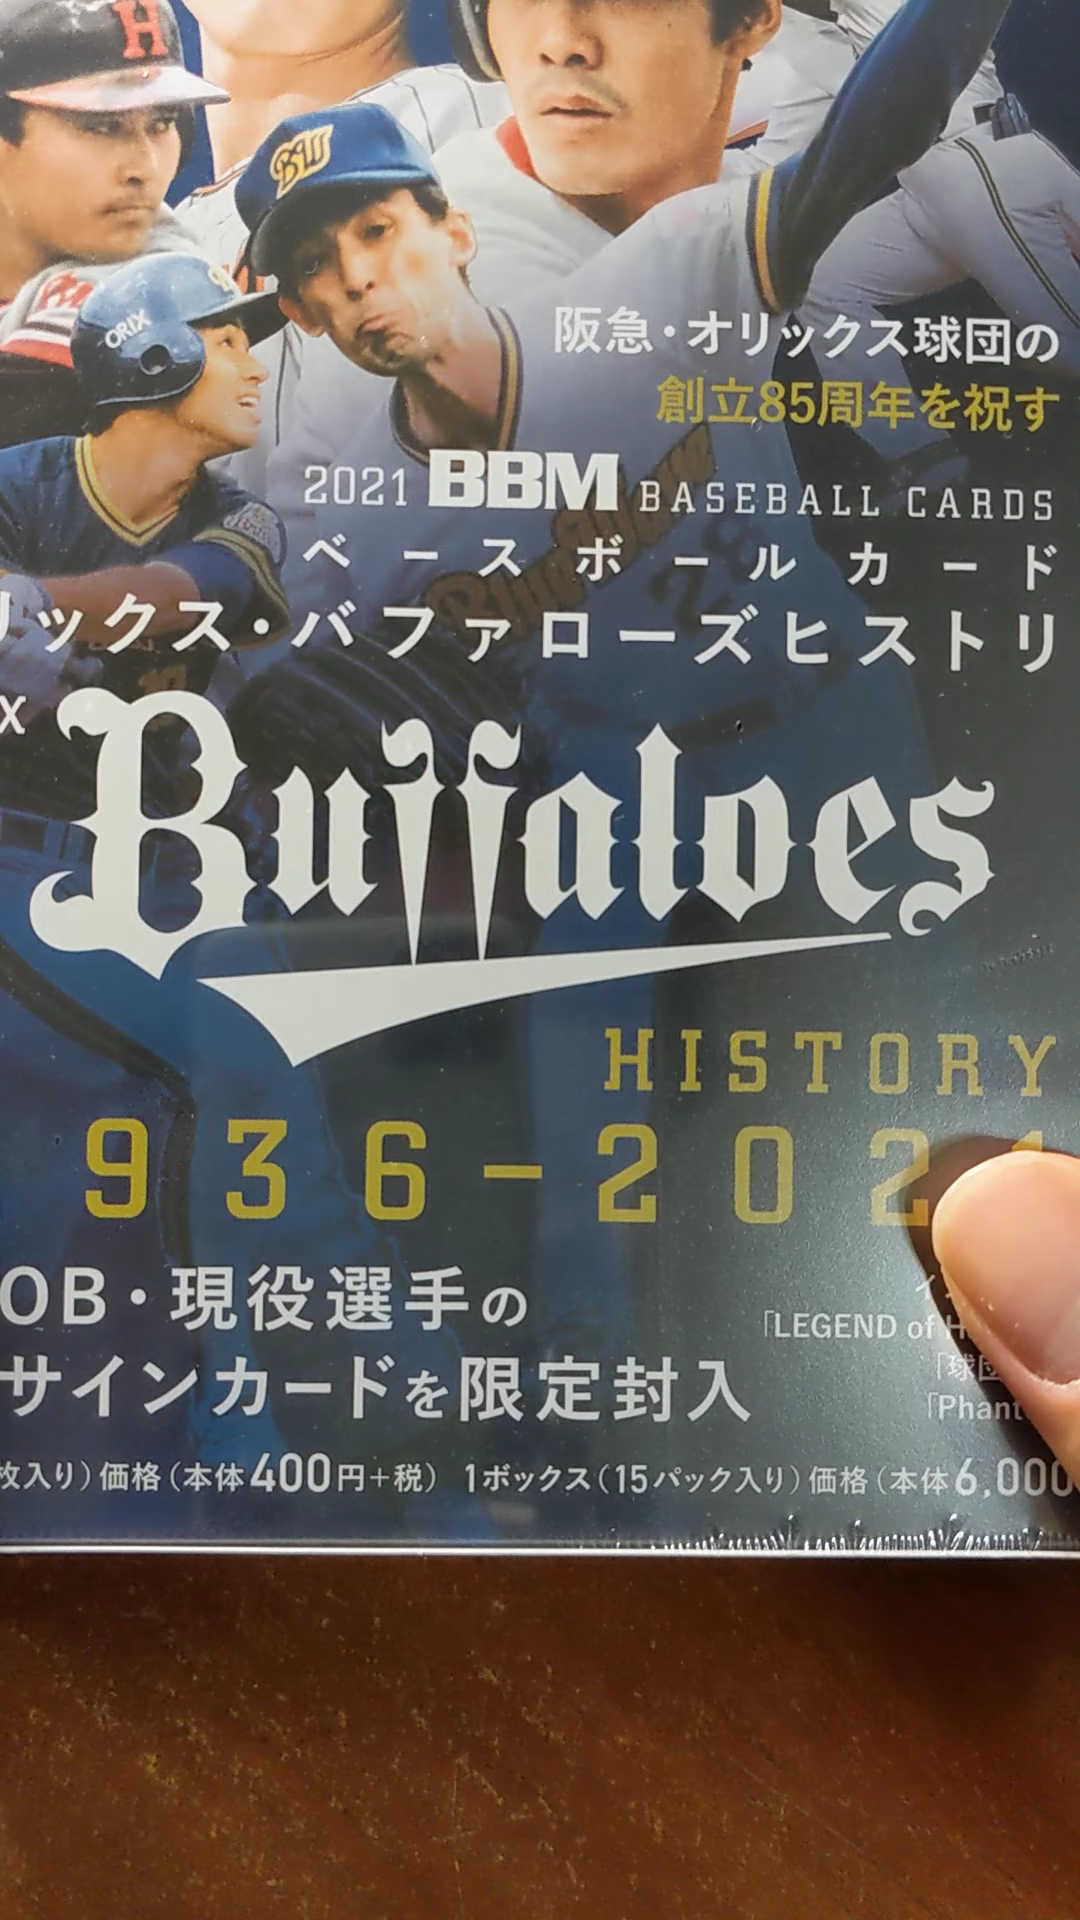 H
BW
ORIX
阪急・オリックス球団の
創立85周年を祝す
2021 BBM BASEBALL CARDS
ベースボールカード
リックス・バファローズヒストリ
X
Buffaloes
HISTORY
936-202
OB・現役選手の
サインカードを限定封入
「LEGEND of
「球団
「Phant
枚入り）価格（本体400円+税） 1ボックス（15パック入り）価格（本体6,000